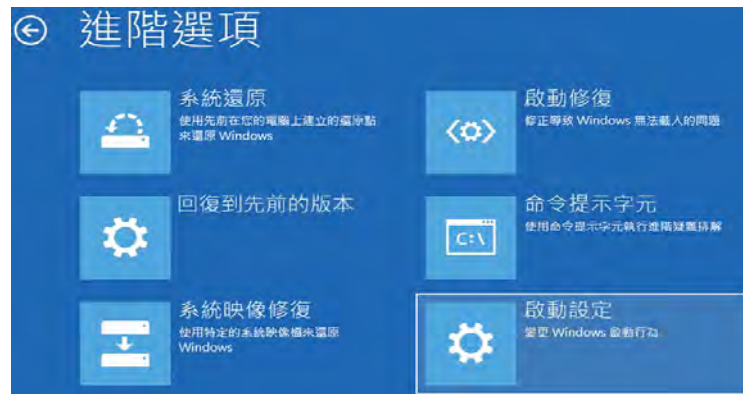 進階選項
系統還原
使用先前在您的電腦上建立的還原點
來還原 Windows
啟動修復
修正導致 Windows 無法載入的問題
回復到先前的版本
命令提示字元
C:\
使用命令提示字元執行進階疑難排解
系統映像修復
使用特定的系統映像檔來還原
Windows
啟動設定
變更 Windows 啟動行為